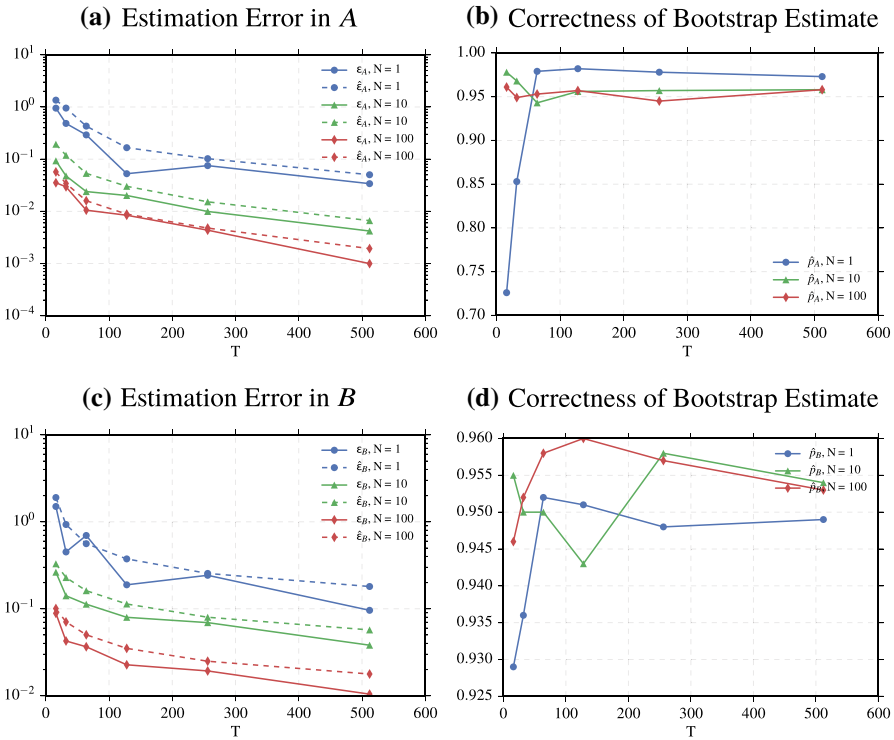 (a) Estimation Error in A
10¹
10⁰
10⁻¹
10⁻²
10⁻³
10⁻⁴
0 100 200 300 400 500 600
T
ε_A, N = 1
ε̂_A, N = 1
ε_A, N = 10
ε̂_A, N = 10
ε_A, N = 100
ε̂_A, N = 100
(b) Correctness of Bootstrap Estimate
1.00
0.95
0.90
0.85
0.80
0.75
0.70
0 100 200 300 400 500 600
T
p̂_A, N = 1
p̂_A, N = 10
p̂_A, N = 100
(c) Estimation Error in B
10¹
10⁰
10⁻¹
10⁻²
0 100 200 300 400 500 600
T
ε_B, N = 1
ε̂_B, N = 1
ε_B, N = 10
ε̂_B, N = 10
ε_B, N = 100
ε̂_B, N = 100
(d) Correctness of Bootstrap Estimate
0.960
0.955
0.950
0.945
0.940
0.935
0.930
0.925
0 100 200 300 400 500 600
T
p̂_B, N = 1
p̂_B, N = 10
p̂_B, N = 100